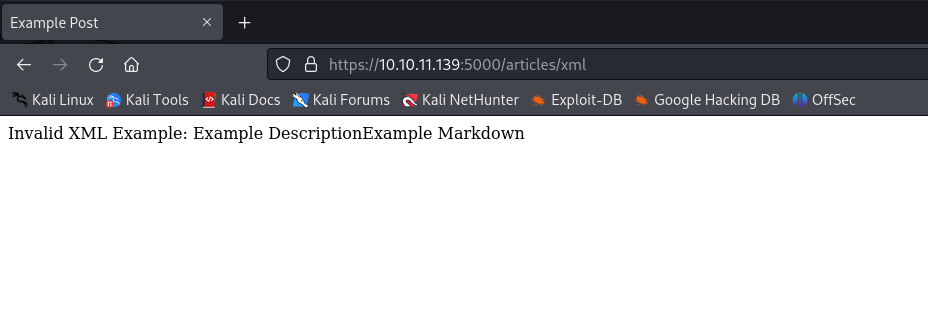 Example Post
https://10.10.11.139:5000/articles/xml
Kali Linux Kali Tools Kali Docs Kali Forums Kali NetHunter Exploit-DB Google Hacking DB OffSec
Invalid XML Example: Example DescriptionExample Markdown